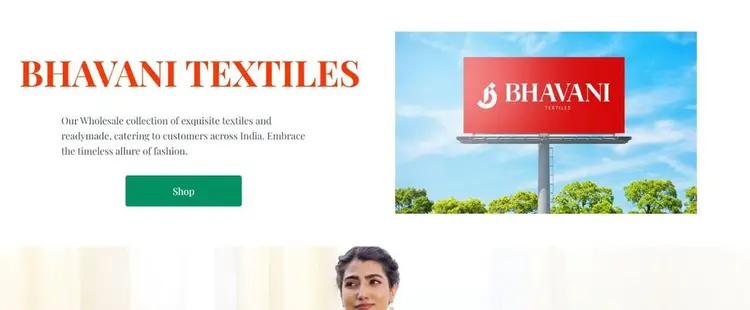 BHAVANI TEXTILES
Our Wholesale collection of exquisite textiles and
readymade, catering to customers across India. Embrace
the timeless allure of fashion.
Shop
BHAVANI
TEXTILES